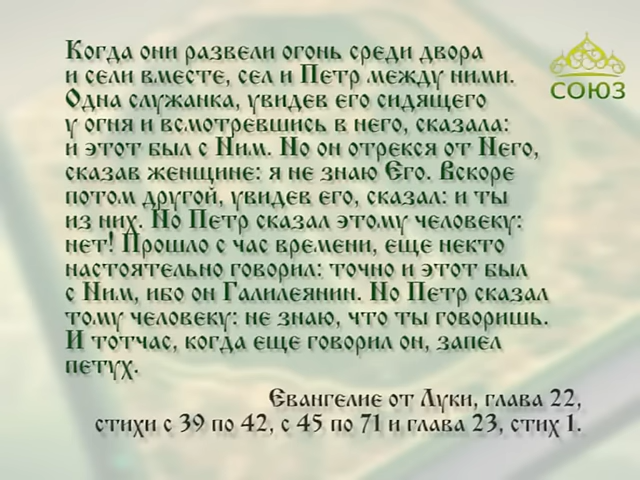 Когда они развели огонь среди двора
и сели вместе, сел и Петр между ними.
Одна служанка, увидев его сидящего
у огня и всмотревшись в него, сказала:
и этот был с Ним. Но он отрекся от Него,
сказав женщине: я не знаю Его. Вскоре
потом другой, увидев его, сказал: и ты
из них. Но Петр сказал этому человеку:
нет! Прошло с час времени, еще некто
настоятельно говорил: точно и этот был
с Ним, ибо он Галилеянин. Но Петр сказал
тому человеку: не знаю, что ты говоришь.
И тотчас, когда еще говорил он, запел
петух.
Евангелие от Луки, глава 22,
стихи с 39 по 42, с 45 по 71 и глава 23, стих 1.
СОЮЗ